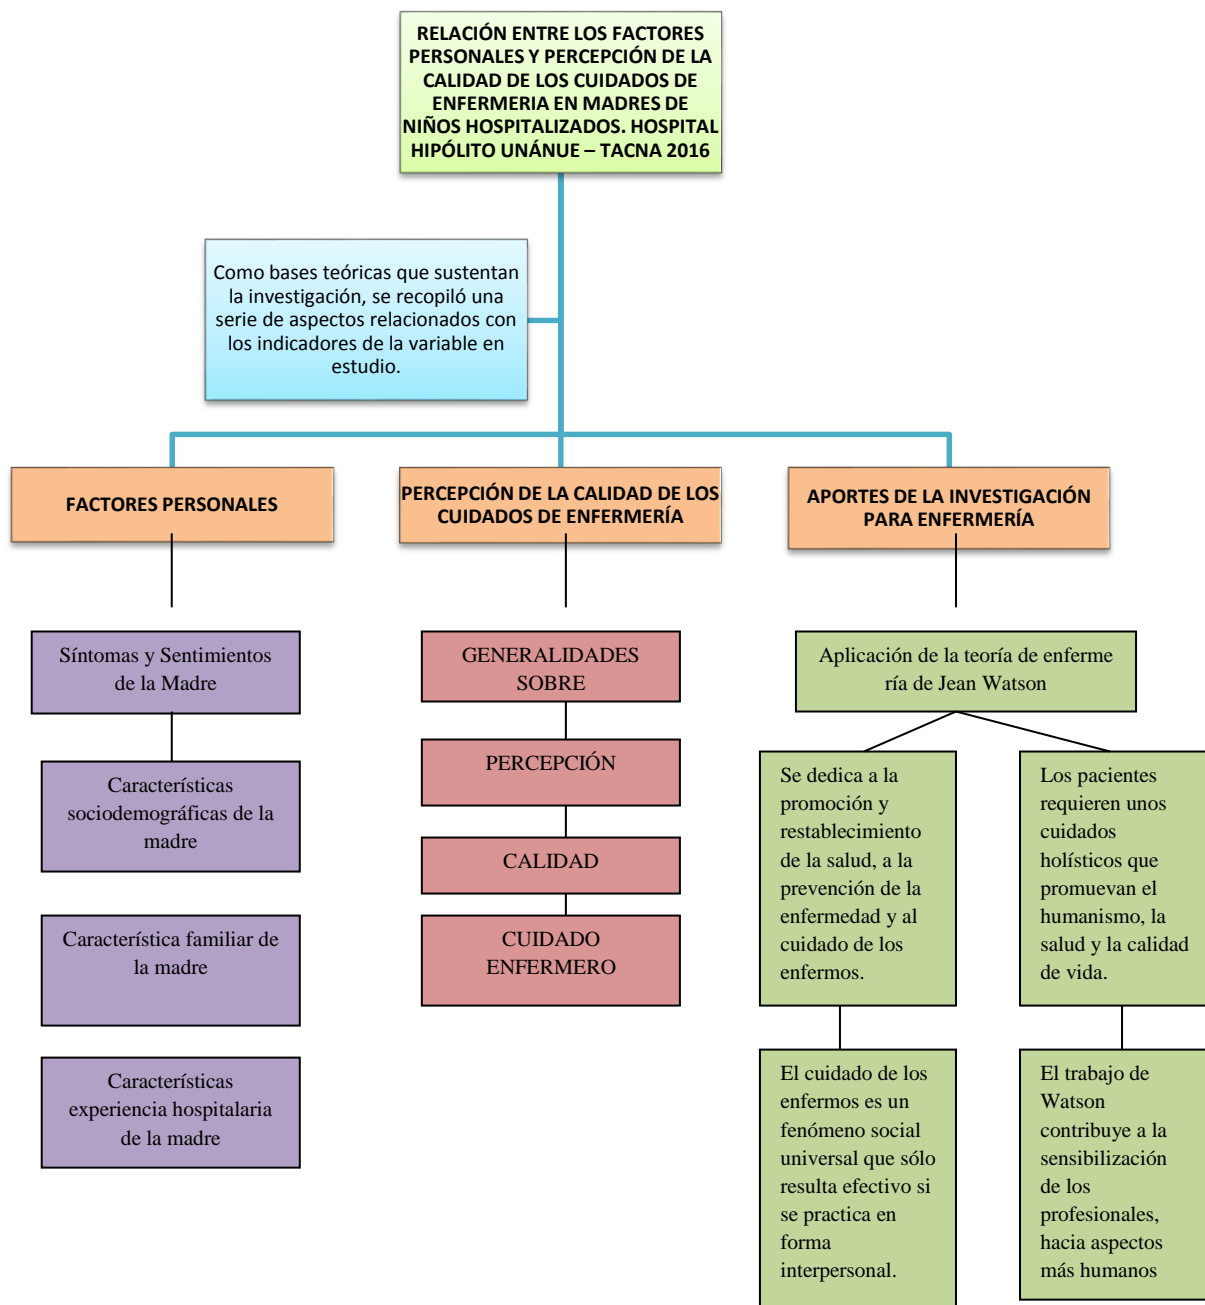 RELACIÓN ENTRE LOS FACTORES
PERSONALES Y PERCEPCIÓN DE LA
CALIDAD DE LOS CUIDADOS DE
ENFERMERIA EN MADRES DE
NIÑOS HOSPITALIZADOS. HOSPITAL
HIPÓLITO UNÁNUE – TACNA 2016
Como bases teóricas que sustentan
la investigación, se recopiló una
serie de aspectos relacionados con
los indicadores de la variable en
estudio.
FACTORES PERSONALES
PERCEPCIÓN DE LA CALIDAD DE LOS
CUIDADOS DE ENFERMERÍA
APORTES DE LA INVESTIGACIÓN
PARA ENFERMERÍA
Síntomas y Sentimientos
de la Madre
Características
sociodemográficas de la
madre
Característica familiar de
la madre
Características
experiencia hospitalaria
de la madre
GENERALIDADES
SOBRE
PERCEPCIÓN
CALIDAD
CUIDADO
ENFERMERO
Aplicación de la teoría de enferme
ría de Jean Watson
Se dedica a la
promoción y
restablecimiento
de la salud, a la
prevención de la
enfermedad y al
cuidado de los
enfermos.
El cuidado de los
enfermos es un
fenómeno social
universal que sólo
resulta efectivo si
se practica en
forma
interpersonal.
Los pacientes
requieren unos
cuidados
holísticos que
promuevan el
humanismo, la
salud y la calidad
de vida.
El trabajo de
Watson
contribuye a la
sensibilización
de los
profesionales,
hacia aspectos
más humanos